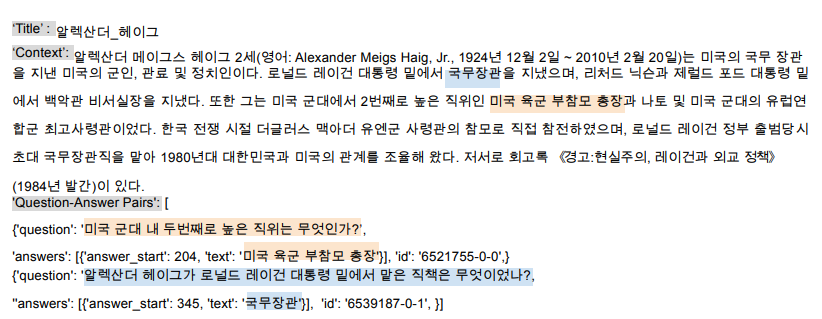 ‘Title’ : 알렉산더_헤이그
‘Context’: 알렉산더 메이그스 헤이그 2세(영어: Alexander Meigs Haig, Jr., 1924년 12월 2일 ~ 2010년 2월 20일)는 미국의 국무 장관
을 지낸 미국의 군인, 관료 및 정치인이다. 로널드 레이건 대통령 밑에서 국무장관을 지냈으며, 리처드 닉슨과 제럴드 포드 대통령 밑
에서 백악관 비서실장을 지냈다. 또한 그는 미국 군대에서 2번째로 높은 직위인 미국 육군 부참모 총장과 나토 및 미국 군대의 유럽연
합군 최고사령관이었다. 한국 전쟁 시절 더글러스 맥아더 유엔군 사령관의 참모로 직접 참전하였으며, 로널드 레이건 정부 출범당시
초대 국무장관직을 맡아 1980년대 대한민국과 미국의 관계를 조율해 왔다. 저서로 회고록 《경고:현실주의, 레이건과 외교 정책》
(1984년 발간)이 있다.
'Question-Answer Pairs': [
{'question': '미국 군대 내 두번째로 높은 직위는 무엇인가?',
'answers': [{'answer_start': 204, 'text': '미국 육군 부참모 총장'}], 'id': '6521755-0-0',}
{'question': '알렉산더 헤이그가 로널드 레이건 대통령 밑에서 맡은 직책은 무엇이었나?,
"answers': [{'answer_start': 345, 'text': '국무장관'}],  'id': '6539187-0-1', }]